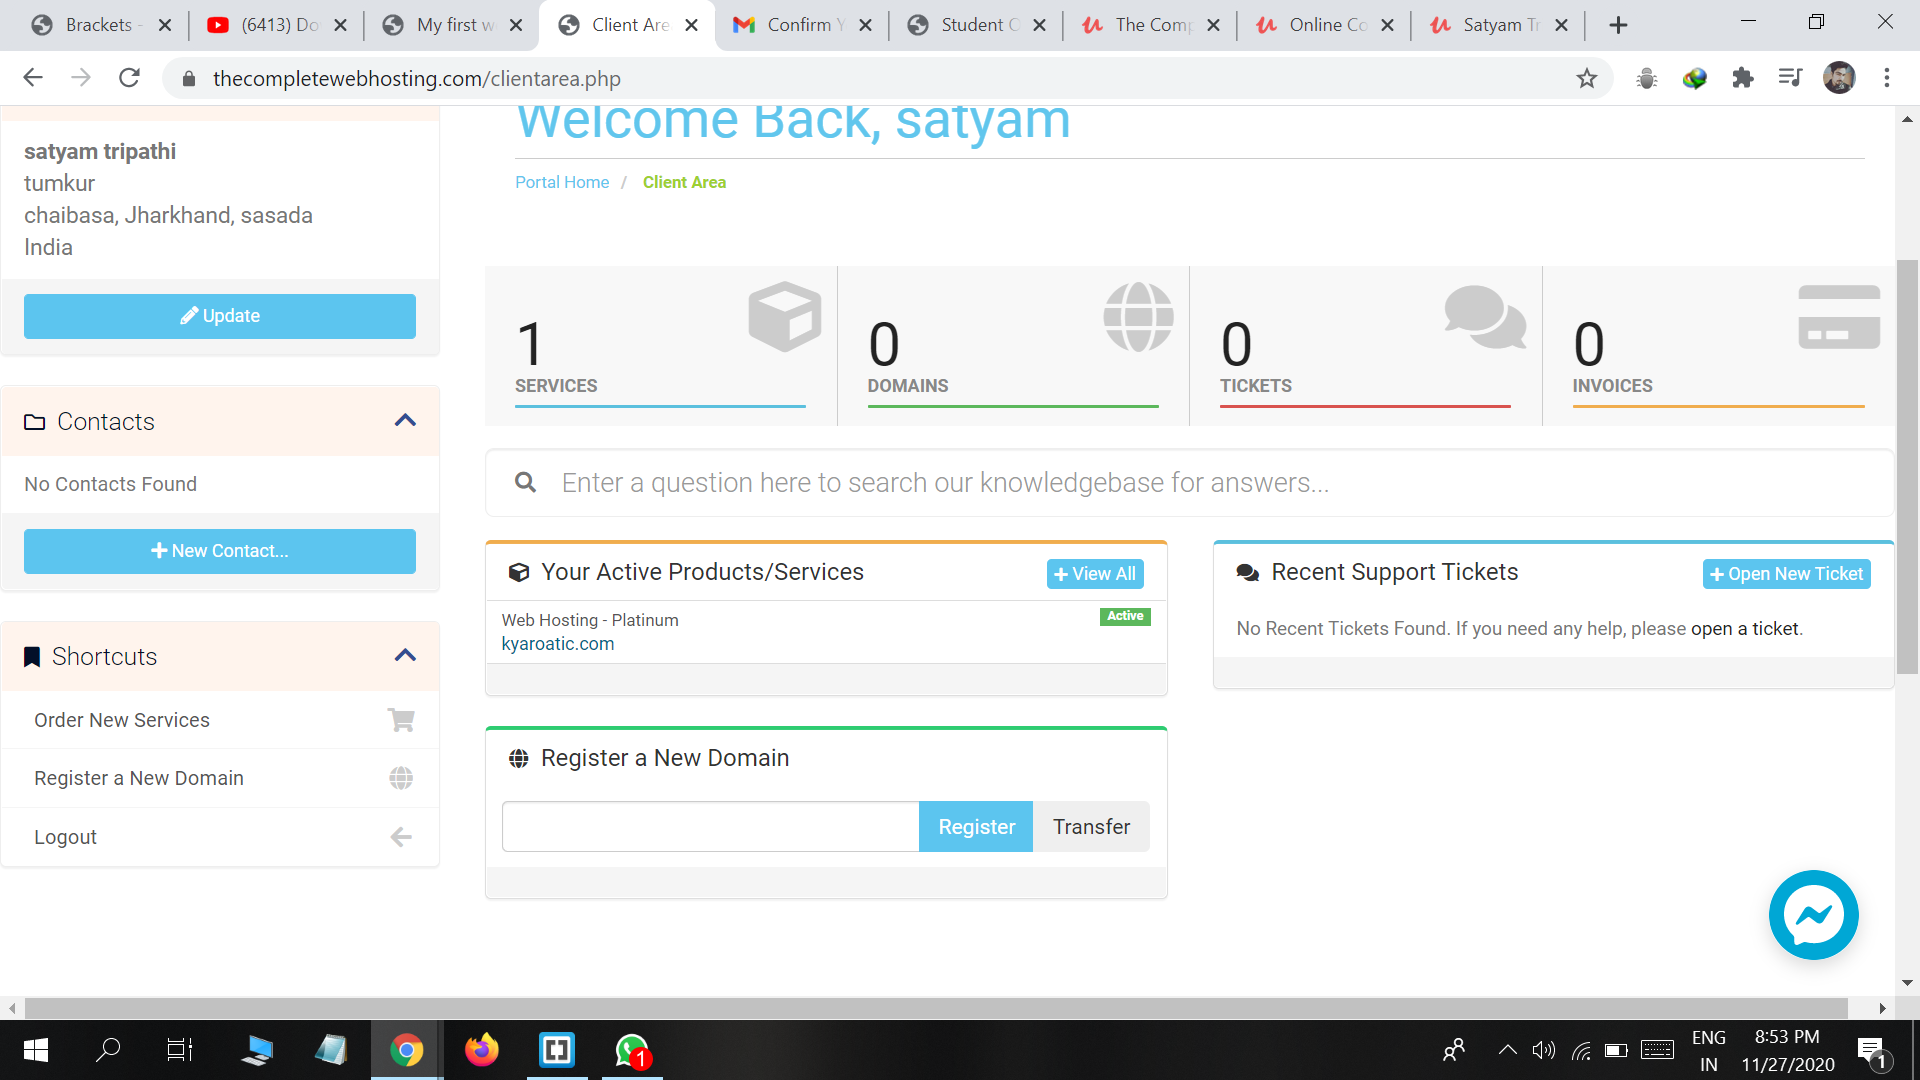 Brackets -
(6413) Do
My first w
Client Are
Confirm Y
Student O
The Comp
Online Co
Satyam Tr
thecompletewebhosting.com/clientarea.php
Welcome Back, satyam
Portal Home / Client Area
satyam tripathi
tumkur
chaibasa, Jharkhand, sasada
India
Update
1
SERVICES
0
DOMAINS
0
TICKETS
0
INVOICES
Contacts
No Contacts Found
New Contact...
Enter a question here to search our knowledgebase for answers...
Your Active Products/Services
View All
Web Hosting - Platinum
Active
kyaroatic.com
Recent Support Tickets
Open New Ticket
No Recent Tickets Found. If you need any help, please open a ticket.
Shortcuts
Order New Services
Register a New Domain
Logout
Register a New Domain
Register
Transfer
1
ENG
IN
8:53 PM
11/27/2020
1